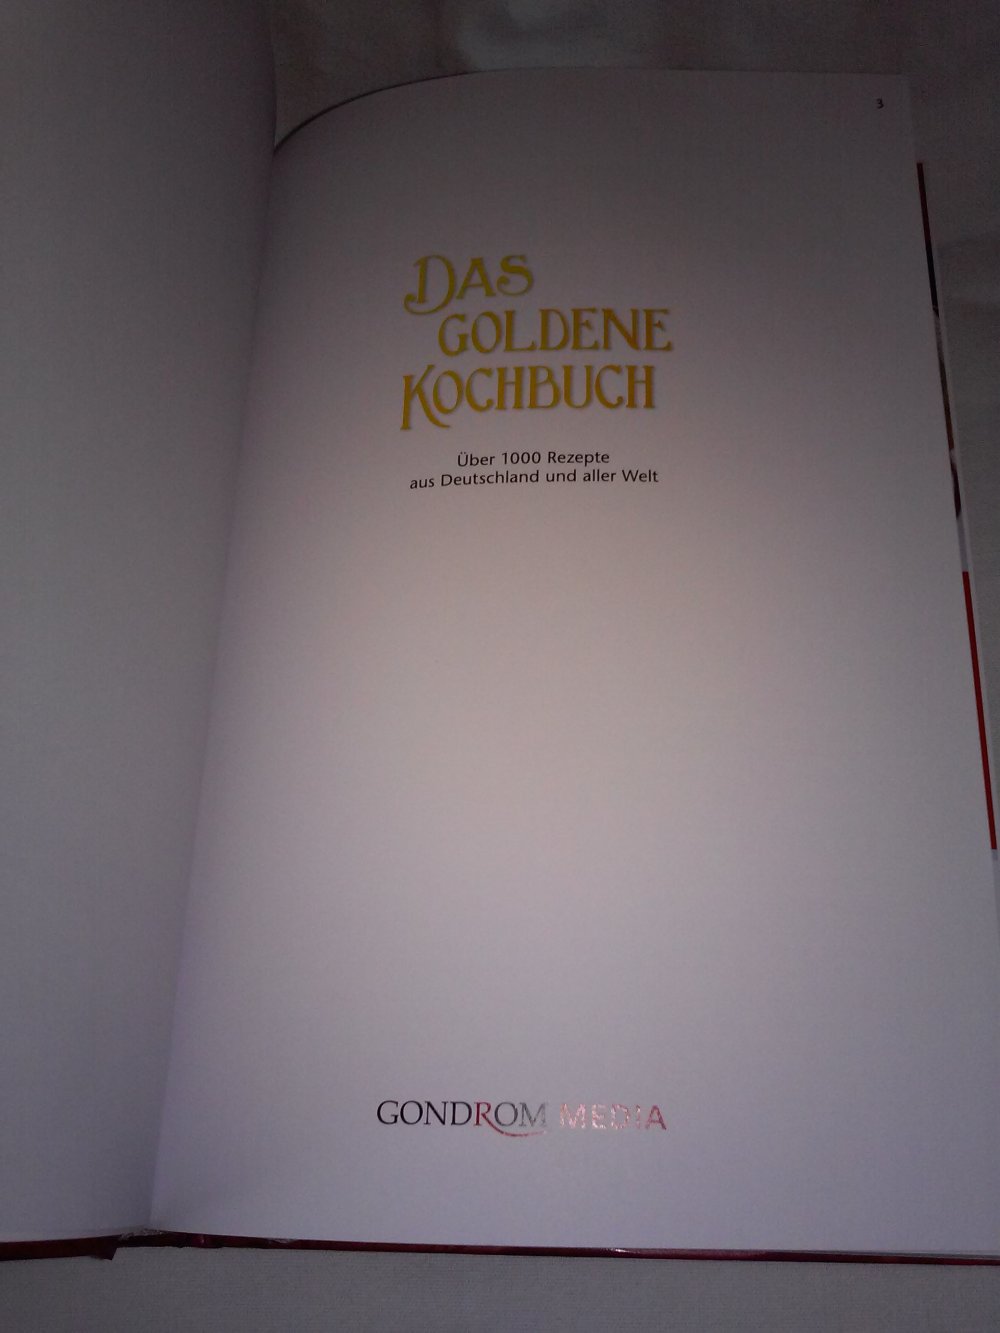 3
DAS
GOLDENE
KOCHBUCH
Über 1000 Rezepte
aus Deutschland und aller Welt
GONDROM MEDIA